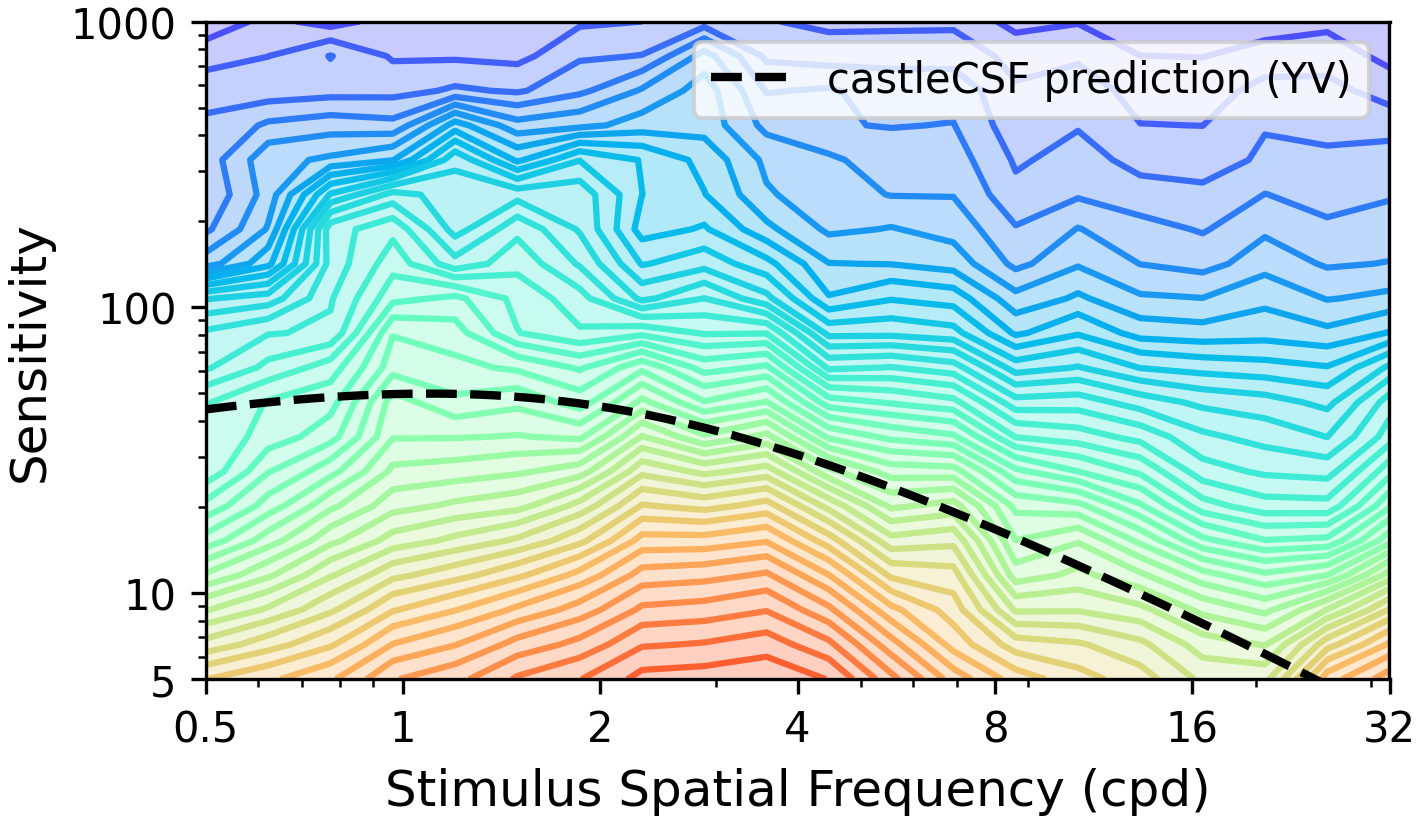 1000
castleCSF prediction (YV)
100
10
5
Sensitivity
0.5 1 2 4 8 16 32
Stimulus Spatial Frequency (cpd)